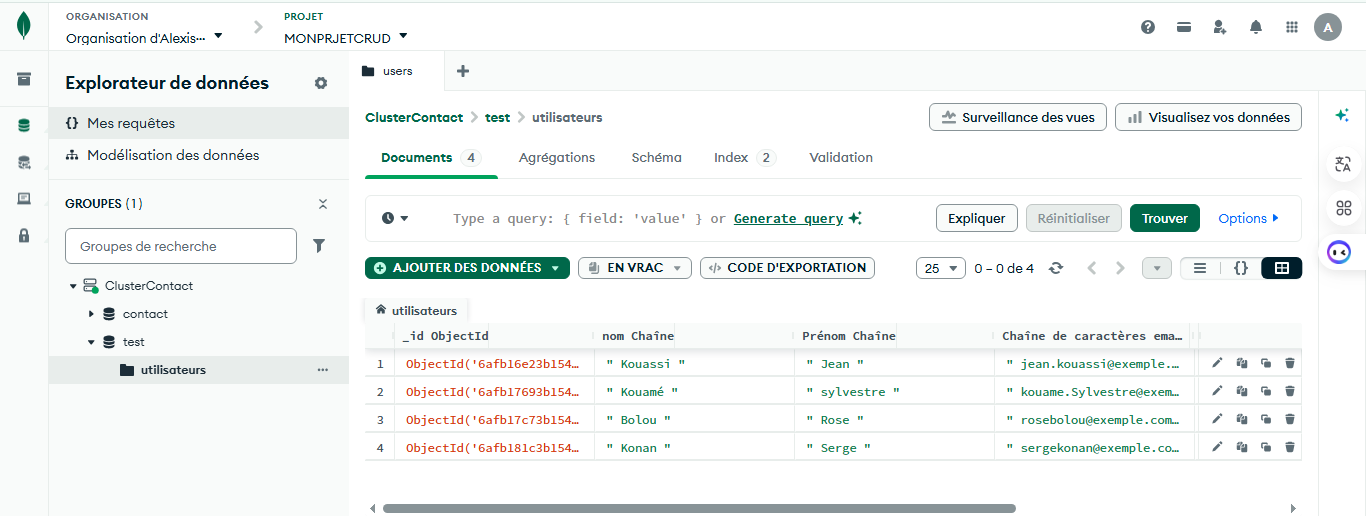 ORGANISATION
Organisation d'Alexis...
PROJET
MONPRJETCRUD
A
Explorateur de données
users
Mes requêtes
Modélisation des données
GROUPES (1)
Groupes de recherche
ClusterContact
contact
test
utilisateurs
ClusterContact > test > utilisateurs
Surveillance des vues
Visualisez vos données
Documents 4
Agrégations
Schéma
Index 2
Validation
Type a query: { field: 'value' } or Generate query
Expliquer
Réinitialiser
Trouver
Options
AJOUTER DES DONNÉES
EN VRAC
CODE D'EXPORTATION
25
0 – 0 de 4
utilisateurs
_id ObjectId nom Chaîne Prénom Chaîne Chaîne de caractères ema...
1 ObjectId('6afb16e23b154... " Kouassi " " Jean " " jean.kouassi@exemple....
2 ObjectId('6afb17693b154... " Kouamé " " sylvestre " " kouame.Sylvestre@exem...
3 ObjectId('6afb17c73b154... " Bolou " " Rose " " rosebolou@exemple.com...
4 ObjectId('6afb181c3b154... " Konan " " Serge " " sergekonan@exemple.co...